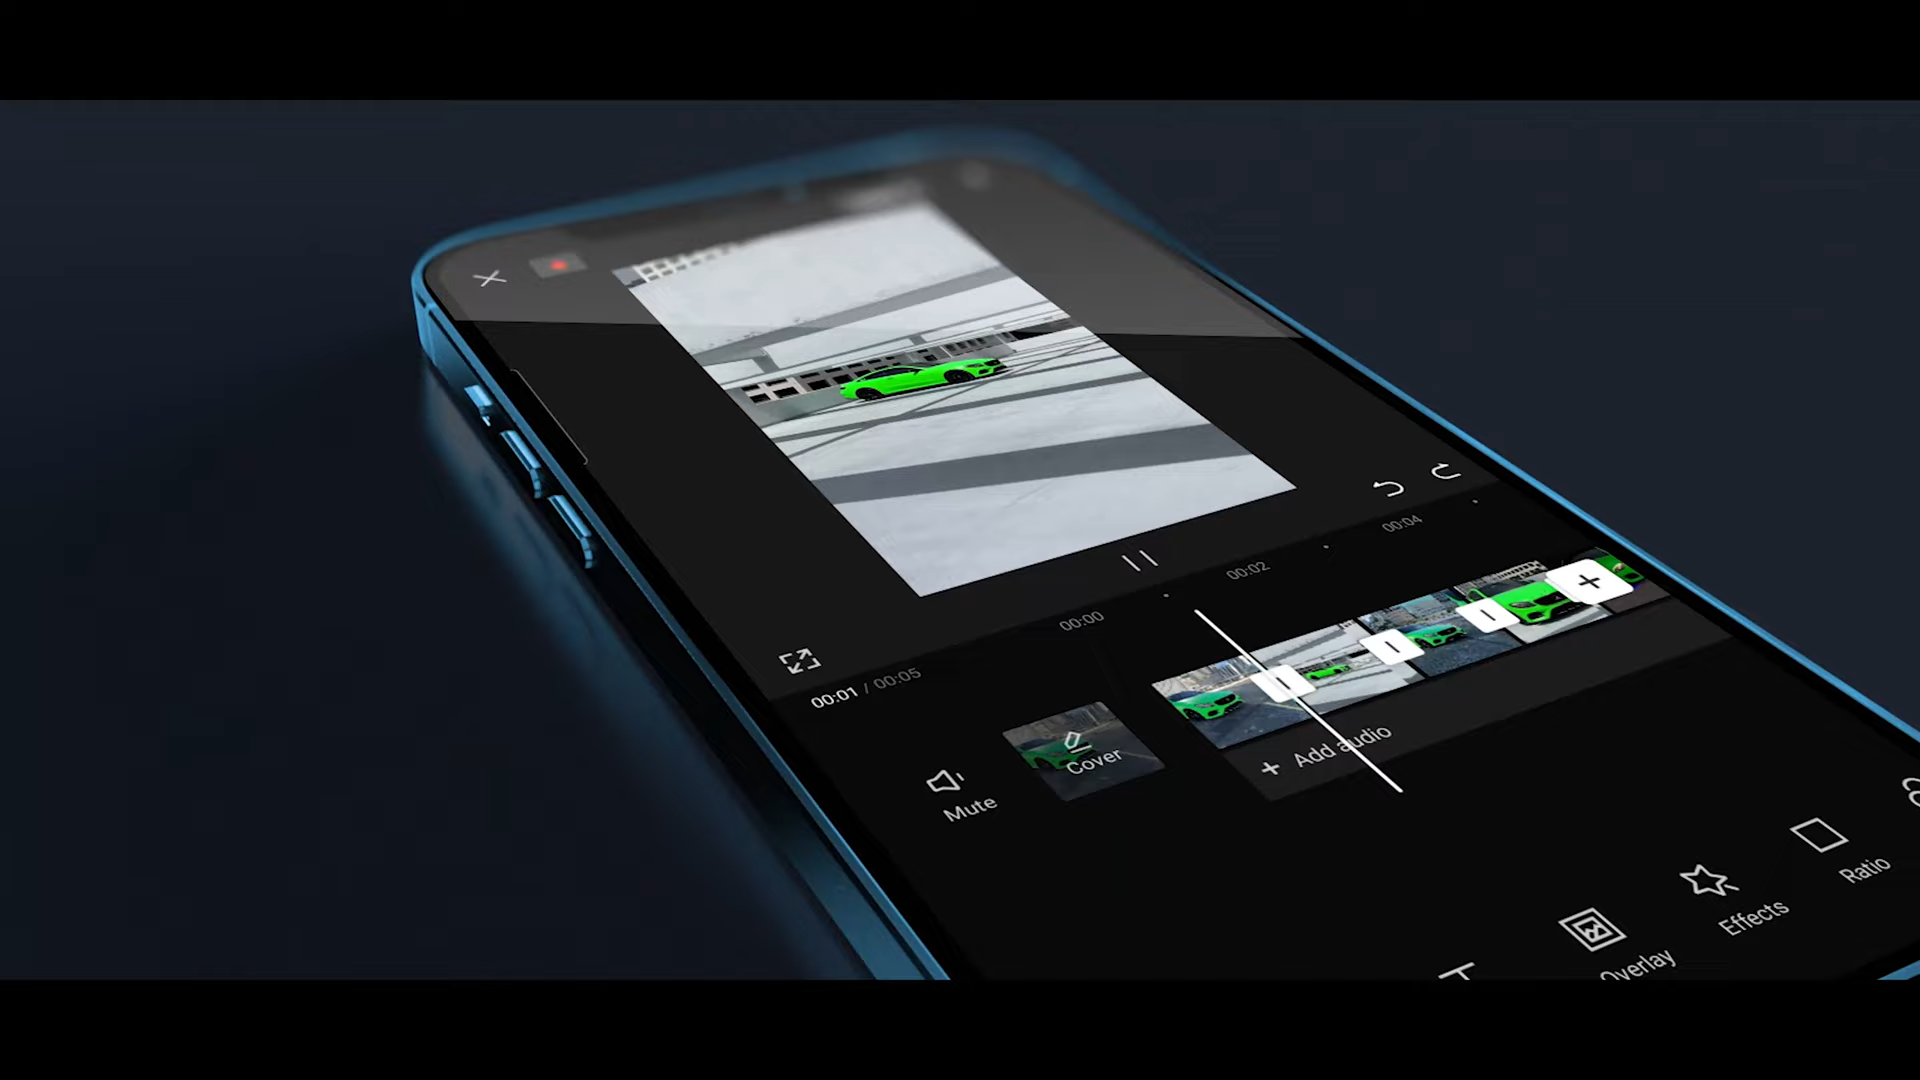 00:04
00:02
00:00
00:01 / 00:05
Cover
Mute
+ Add audio
Ratio
Effects
Overlay